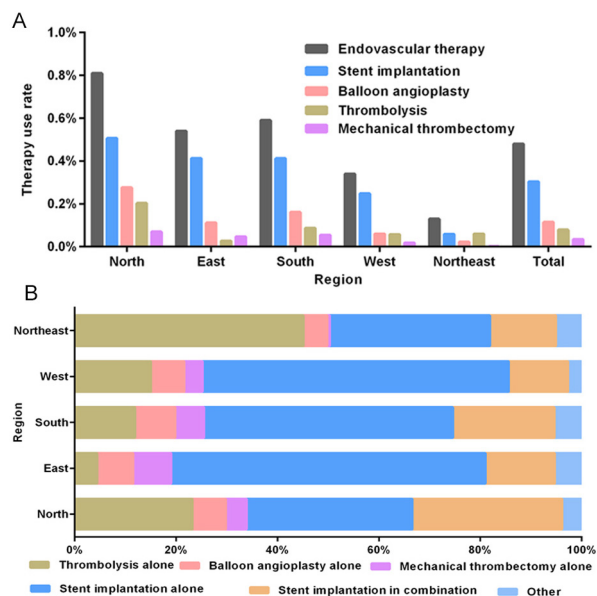 A
1.0%
0.8%
0.6%
0.4%
0.2%
0.0%
Therapy use rate
Endovascular therapy
Stent implantation
Balloon angioplasty
Thrombolysis
Mechanical thrombectomy
North East South West Northeast Total
Region
B
Region
Northeast
West
South
East
North
0% 20% 40% 60% 80% 100%
Thrombolysis alone Balloon angioplasty alone Mechanical thrombectomy alone
Stent implantation alone Stent implantation in combination Other